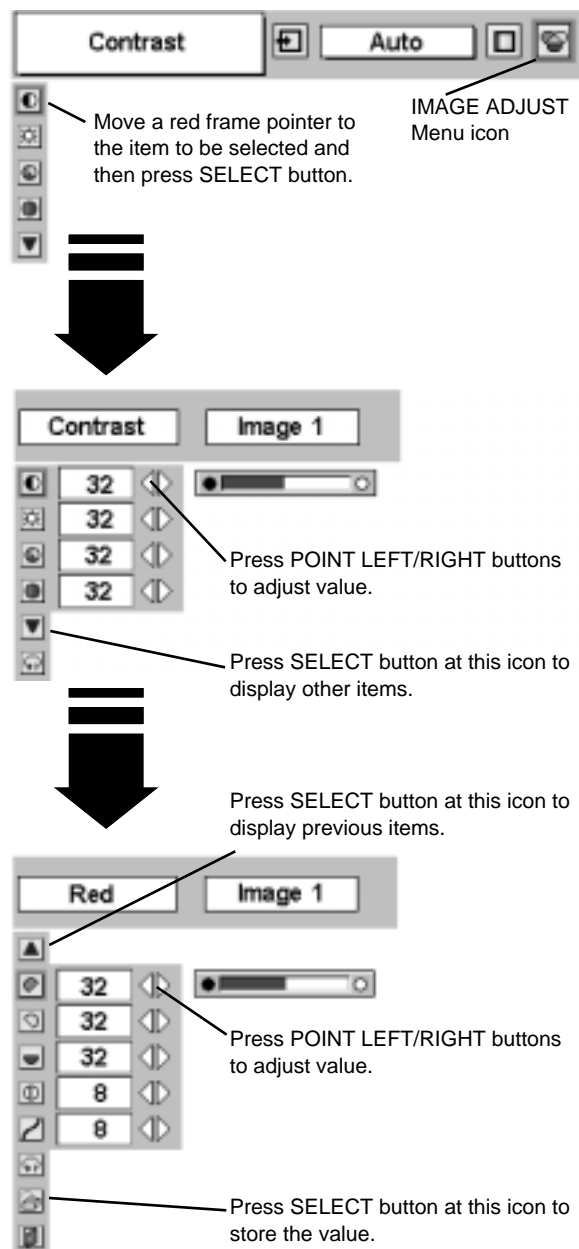 Contrast
Auto
Move a red frame pointer to
the item to be selected and
then press SELECT button.
IMAGE ADJUST
Menu icon
Contrast
Image 1
32
32
32
32
Press POINT LEFT/RIGHT buttons
to adjust value.
Press SELECT button at this icon to
display other items.
Press SELECT button at this icon to
display previous items.
Red
Image 1
32
32
32
8
8
Press POINT LEFT/RIGHT buttons
to adjust value.
Press SELECT button at this icon to
store the value.